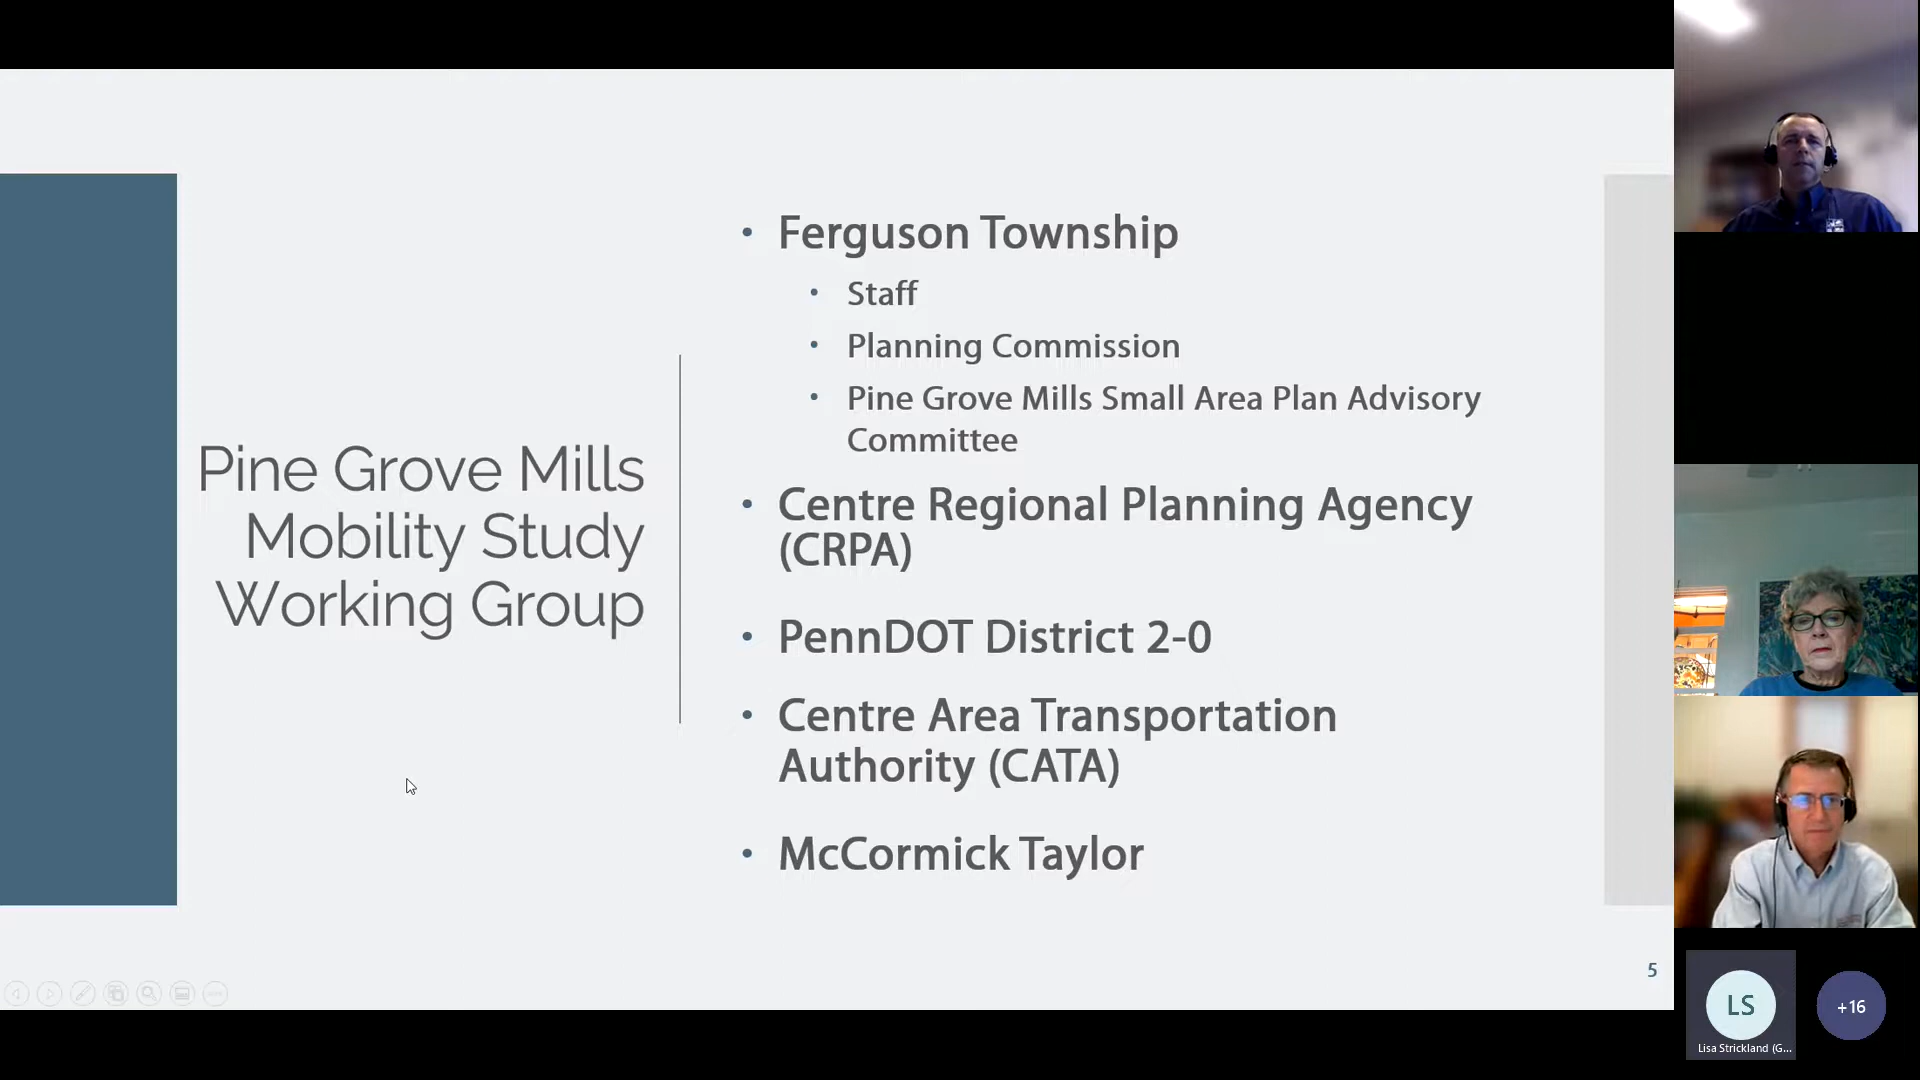 Pine Grove Mills
Mobility Study
Working Group
• Ferguson Township
• Staff
• Planning Commission
• Pine Grove Mills Small Area Plan Advisory
Committee
• Centre Regional Planning Agency
(CRPA)
• PennDOT District 2-0
• Centre Area Transportation
Authority (CATA)
• McCormick Taylor
5
LS
+16
Lisa Strickland (G...